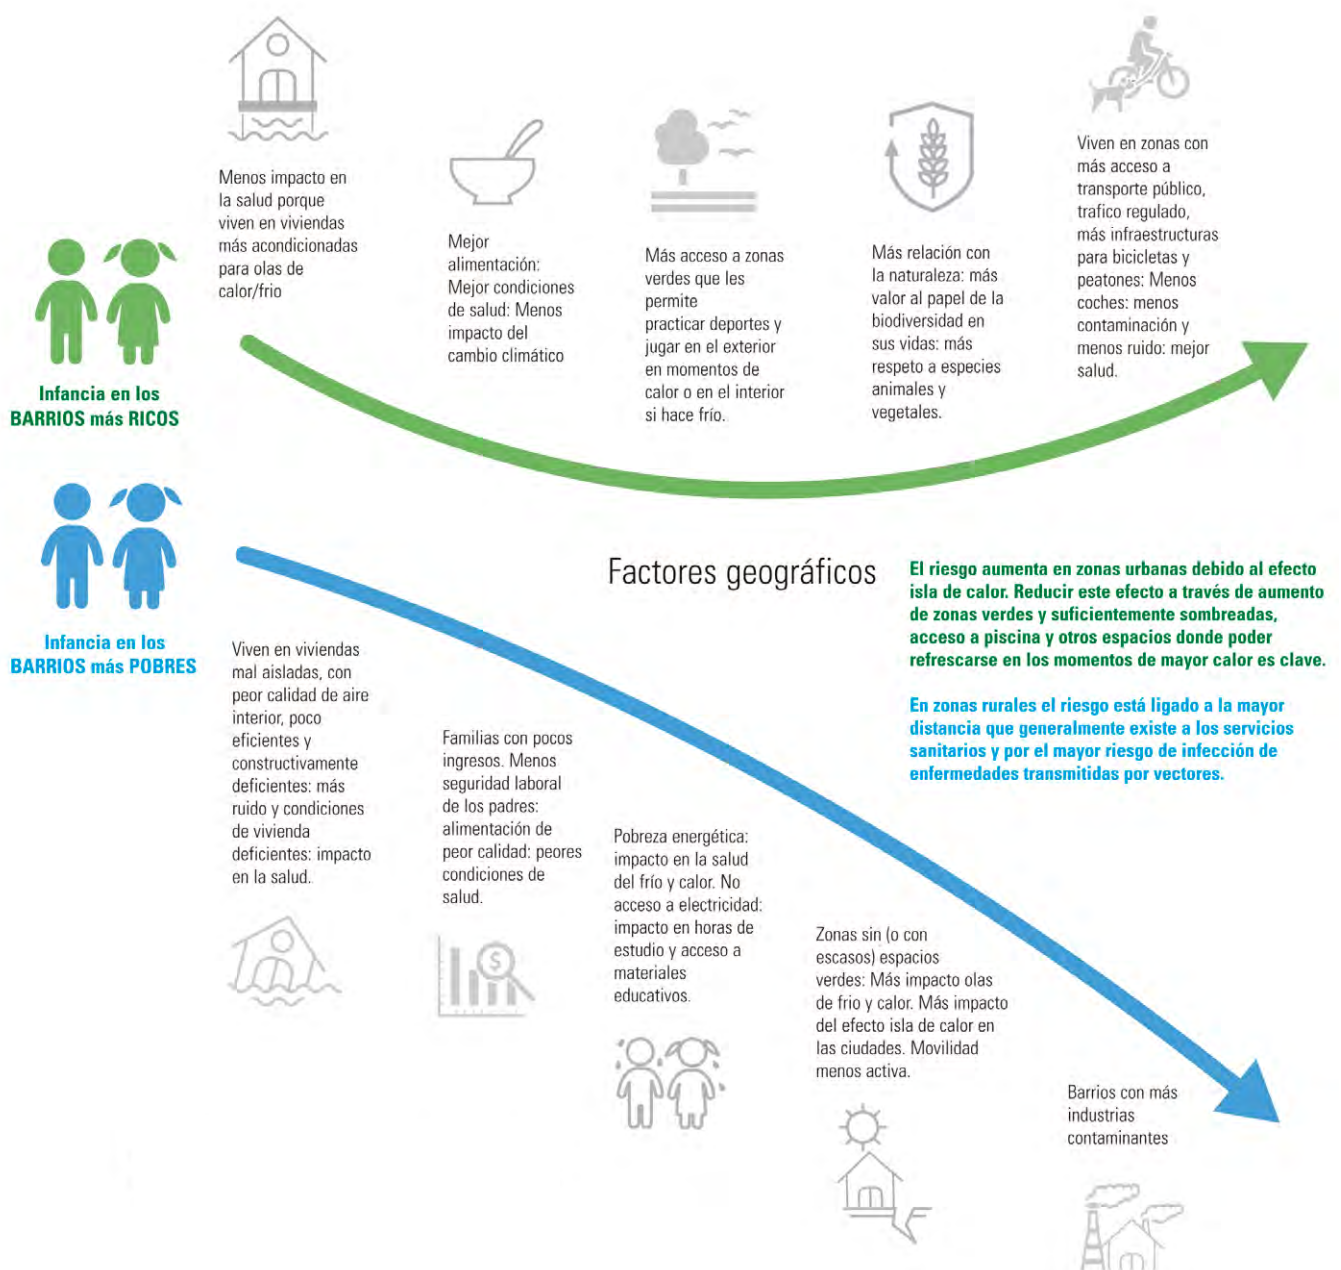 Menos impacto en
la salud porque
viven en viviendas
más acondicionadas
para olas de
calor/frio
Mejor
alimentación:
Mejor condiciones
de salud: Menos
impacto del
cambio climático
Más acceso a zonas
verdes que les
permite
practicar deportes y
jugar en el exterior
en momentos de
calor o en el interior
si hace frío.
Más relación con
la naturaleza: más
valor al papel de la
biodiversidad en
sus vidas: más
respeto a especies
animales y
vegetales.
Viven en zonas con
más acceso a
transporte público,
trafico regulado,
más infraestructuras
para bicicletas y
peatones: Menos
coches: menos
contaminación y
menos ruido: mejor
salud.
Infancia en los
BARRIOS más RICOS
Infancia en los
BARRIOS más POBRES
Factores geográficos
El riesgo aumenta en zonas urbanas debido al efecto
isla de calor. Reducir este efecto a través de aumento
de zonas verdes y suficientemente sombreadas,
acceso a piscina y otros espacios donde poder
refrescarse en los momentos de mayor calor es clave.
En zonas rurales el riesgo está ligado a la mayor
distancia que generalmente existe a los servicios
sanitarios y por el mayor riesgo de infección de
enfermedades transmitidas por vectores.
Viven en viviendas
mal aisladas, con
peor calidad de aire
interior, poco
eficientes y
constructivamente
deficientes: más
ruido y condiciones
de vivienda
deficientes: impacto
en la salud.
Familias con pocos
ingresos. Menos
seguridad laboral
de los padres:
alimentación de
peor calidad: peores
condiciones de
salud.
$
Pobreza energética:
impacto en la salud
del frío y calor. No
acceso a electricidad:
impacto en horas de
estudio y acceso a
materiales
educativos.
Zonas sin (o con
escasos) espacios
verdes: Más impacto olas
de frio y calor. Más impacto
del efecto isla de calor en
las ciudades. Movilidad
menos activa.
Barrios con más
industrias
contaminantes